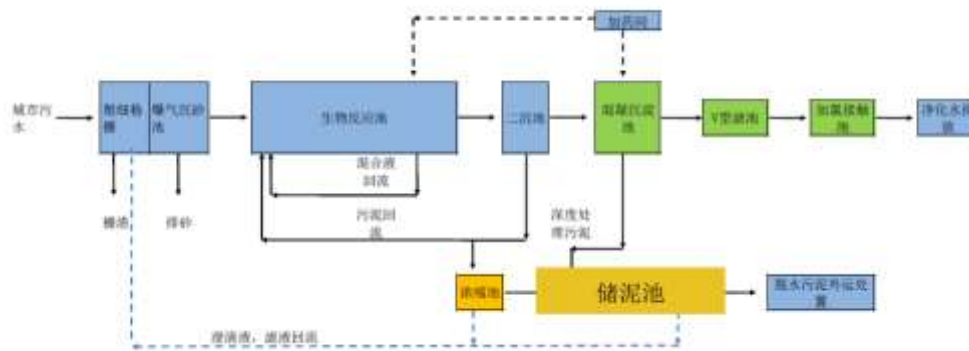 加药间
城市污
水
粗细格
栅
曝气沉砂
池
生物反应池
二沉池
混凝沉淀
池
V型滤池
加氯接触
池
净化水排
混合液
回流
栅渣
排砂
污泥回
流
深度处
理污泥
浓缩池
储泥池
脱水污泥外运处
置
澄清液，滤液回流